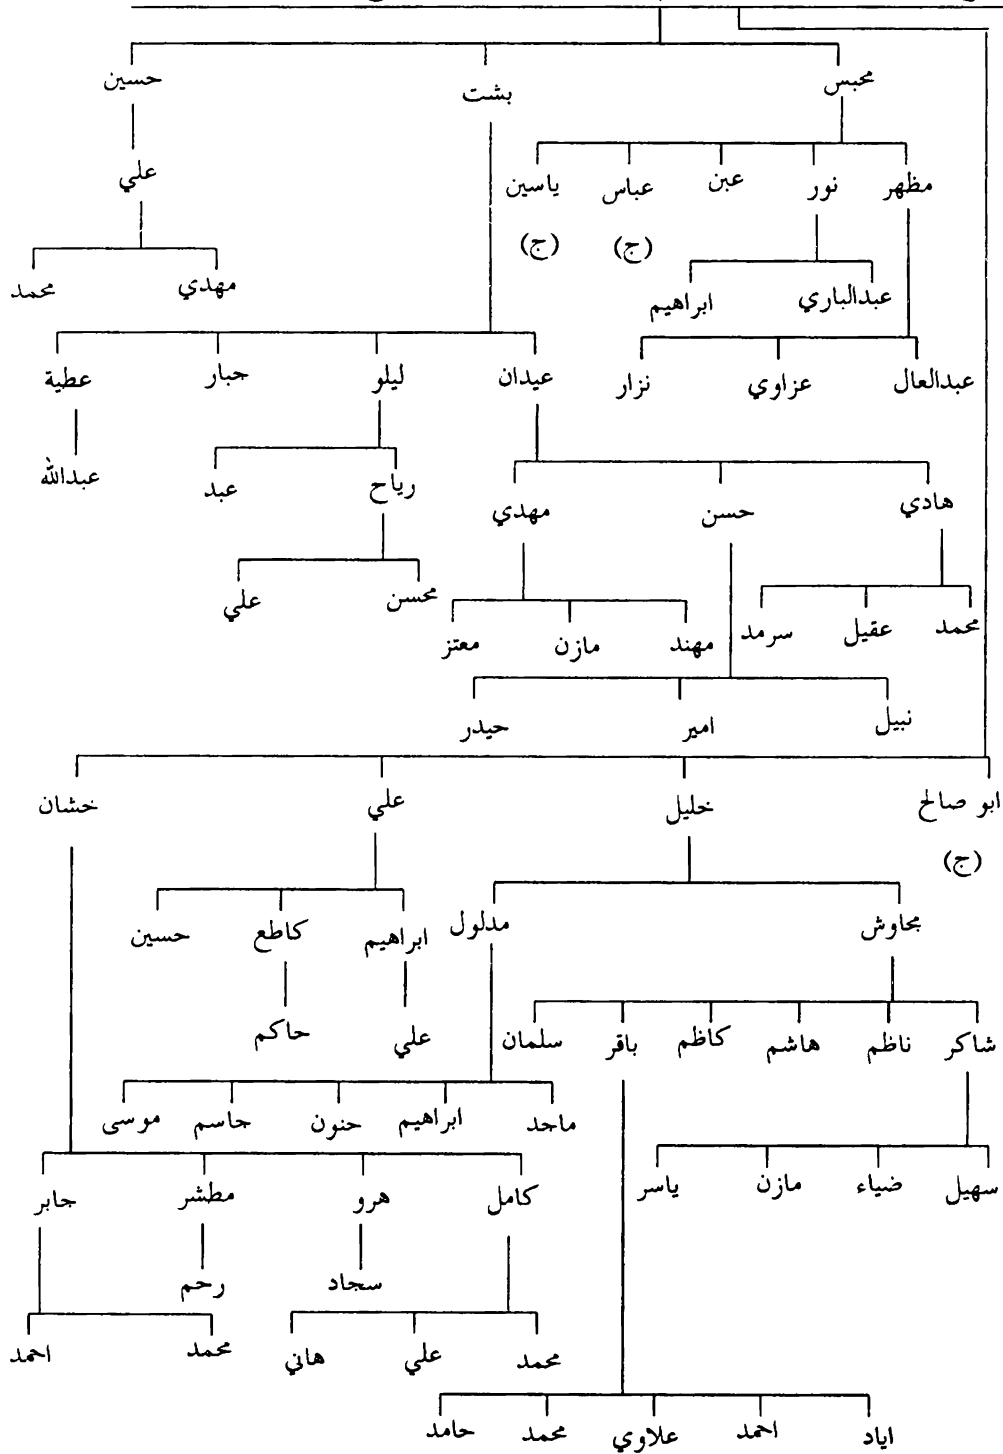 محبس بشت حسين
علي
مظهر نور عبن عباس ياسين
(ج) (ج)
مهدي محمد
عبدالباري ابراهيم
عبدالعال عزاوي نزار
عيدان ليلو حبار عطية
رياح عبد عبدالله
هادي حسن مهدي
محسن علي
محمد عقيل سرمد
مهند مازن معتز
نبيل امير حيدر
ابو صالح خليل علي خشان
(ج)
بحاوش مدلول ابراهيم كاطع حسين
علي حاكم
شاكر ناظم هاشم كاظم باقر سلمان
ماجد ابراهيم حنون جاسم موسى
سهيل ضياء مازن ياسر
كامل هرو مطشر جابر
سجاد رحم
محمد علي هاني
محمد احمد
اياد احمد علاوي محمد حامد